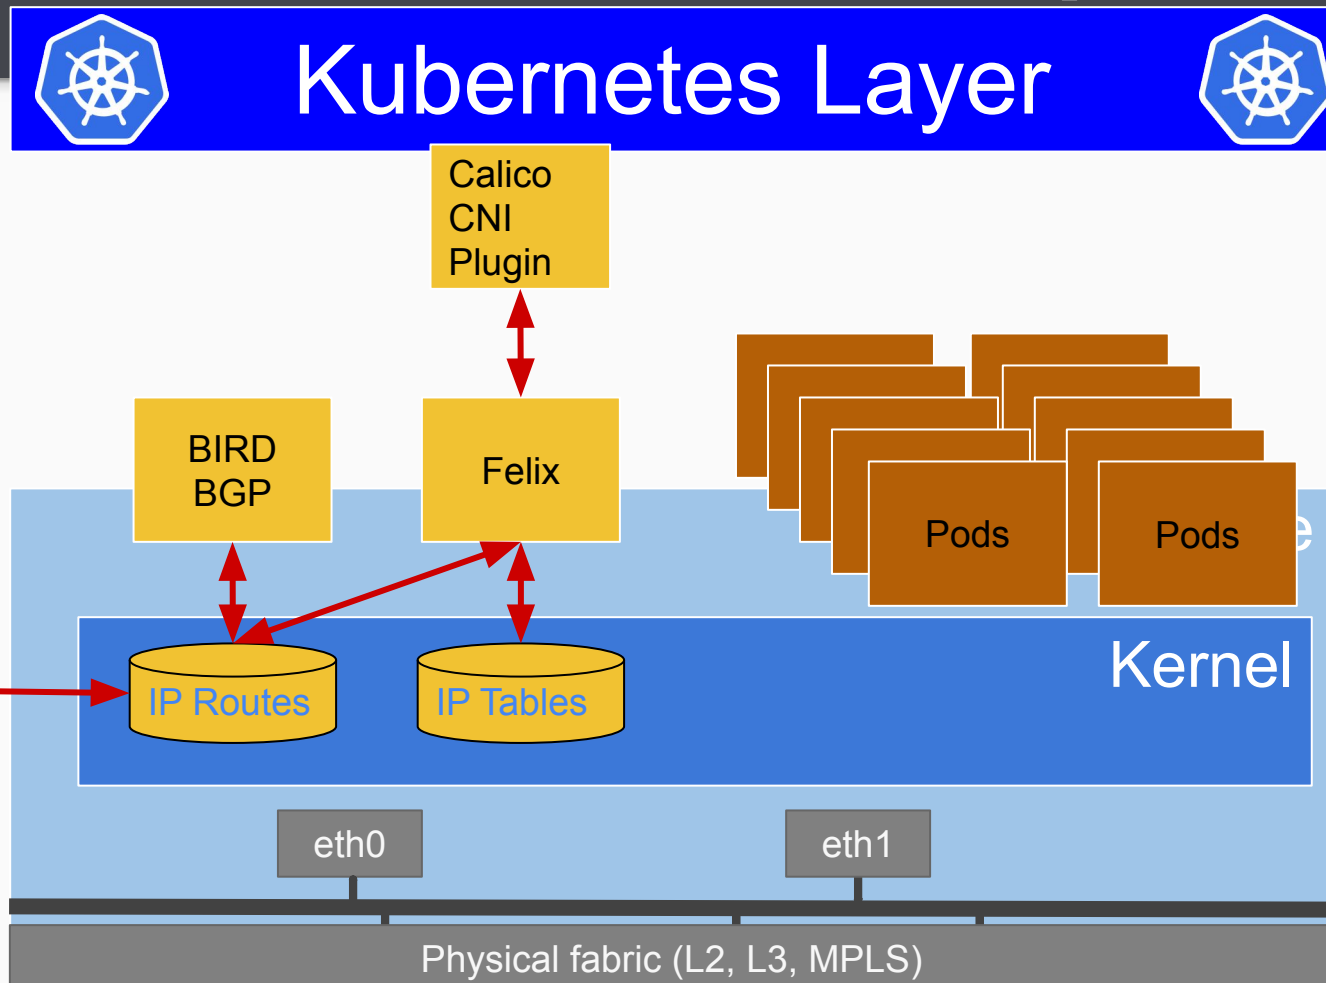 Kubernetes Layer
Calico
CNI
Plugin
BIRD
BGP
Felix
Pods
Pods
Kernel
IP Routes
IP Tables
eth0
eth1
Physical fabric (L2, L3, MPLS)